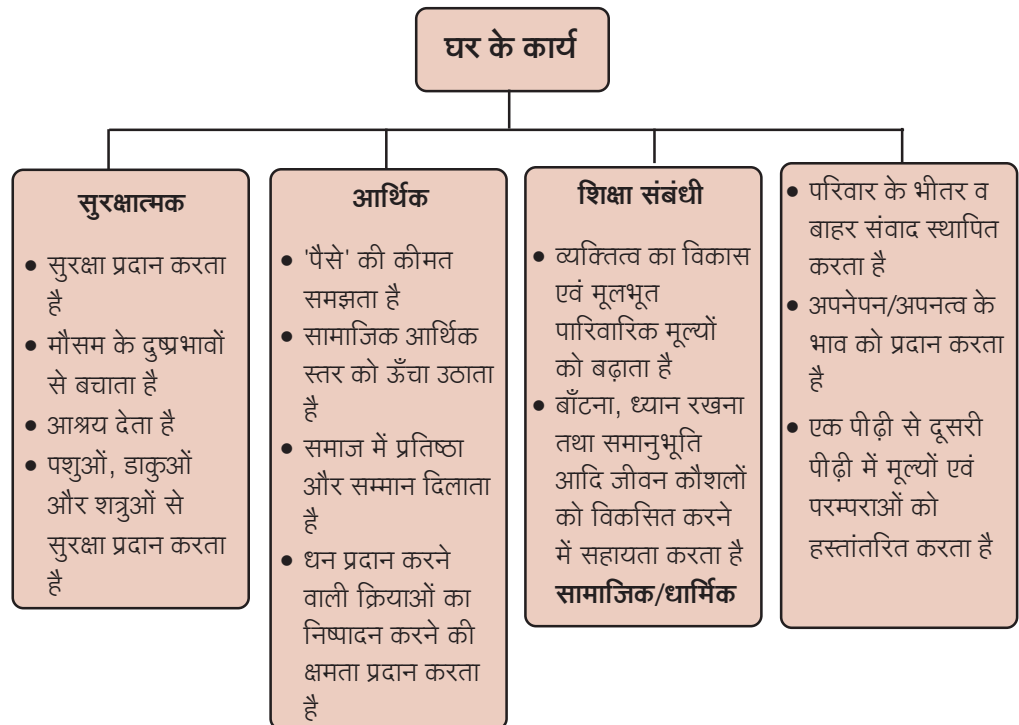 घर के कार्य
सुरक्षात्मक
• सुरक्षा प्रदान करता
है
• मौसम के दुष्प्रभावों
से बचाता है
• आश्रय देता है
• पशुओं, डाकुओं
और शत्रुओं से
सुरक्षा प्रदान करता
है
आर्थिक
• 'पैसे' की कीमत
समझता है
• सामाजिक आर्थिक
स्तर को ऊँचा उठाता
है
• समाज में प्रतिष्ठा
और सम्मान दिलाता
है
• धन प्रदान करने
वाली क्रियाओं का
निष्पादन करने की
क्षमता प्रदान करता
है
शिक्षा संबंधी
• व्यक्तित्व का विकास
एवं मूलभूत
पारिवारिक मूल्यों
को बढ़ाता है
• बाँटना, ध्यान रखना
तथा समानुभूति
आदि जीवन कौशलों
को विकसित करने
में सहायता करता है
सामाजिक/धार्मिक
• परिवार के भीतर व
बाहर संवाद स्थापित
करता है
• अपनेपन/अपनत्व के
भाव को प्रदान करता
है
• एक पीढ़ी से दूसरी
पीढ़ी में मूल्यों एवं
परम्पराओं को
हस्तांतरित करता है